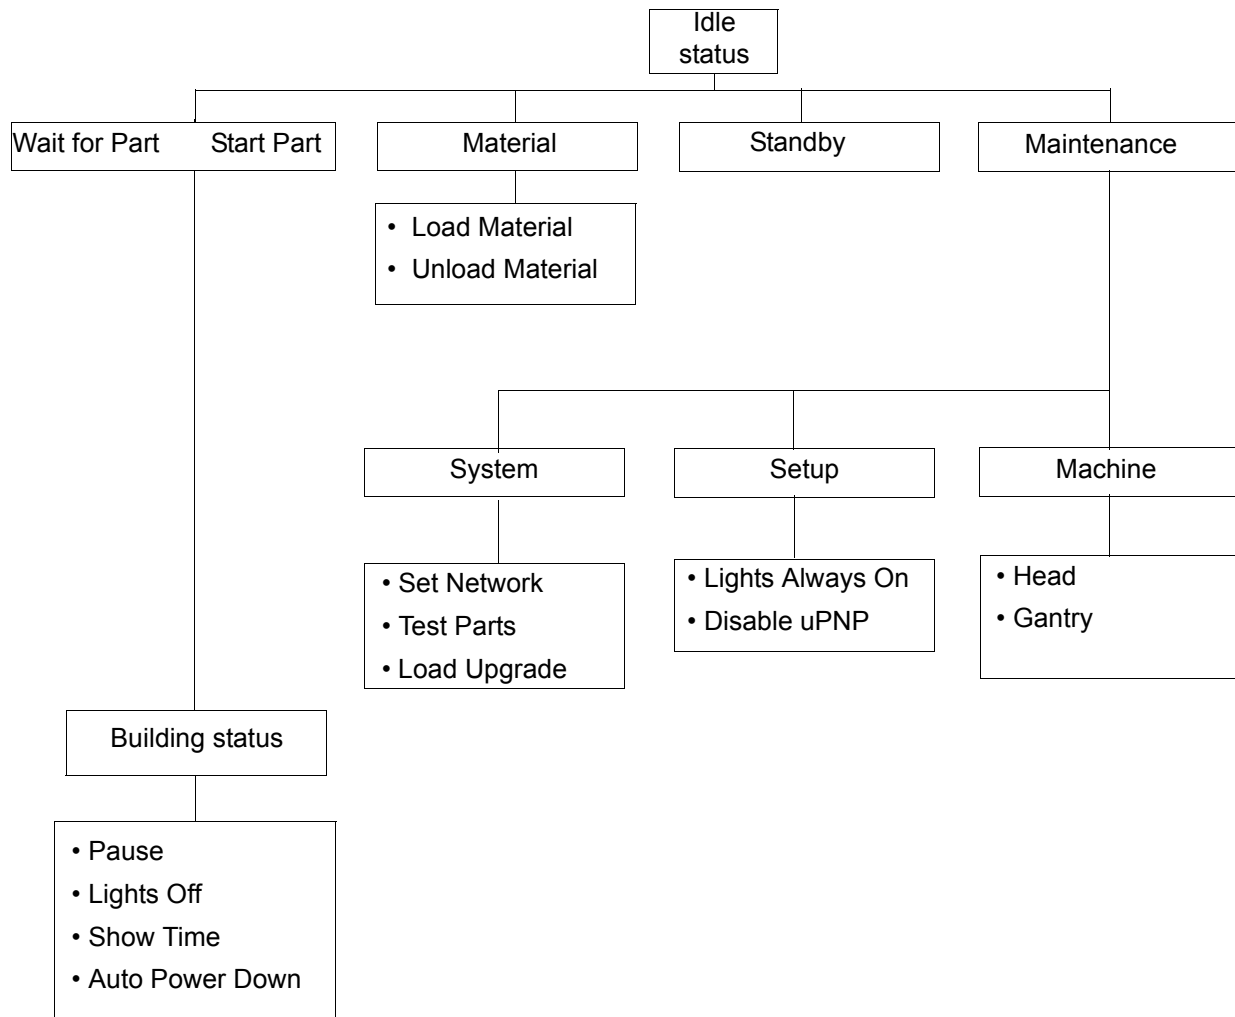 Idle
status
Wait for Part Start Part
Material
Standby
Maintenance
• Load Material
• Unload Material
System
Setup
Machine
• Set Network
• Test Parts
• Load Upgrade
• Lights Always On
• Disable uPNP
• Head
• Gantry
Building status
• Pause
• Lights Off
• Show Time
• Auto Power Down